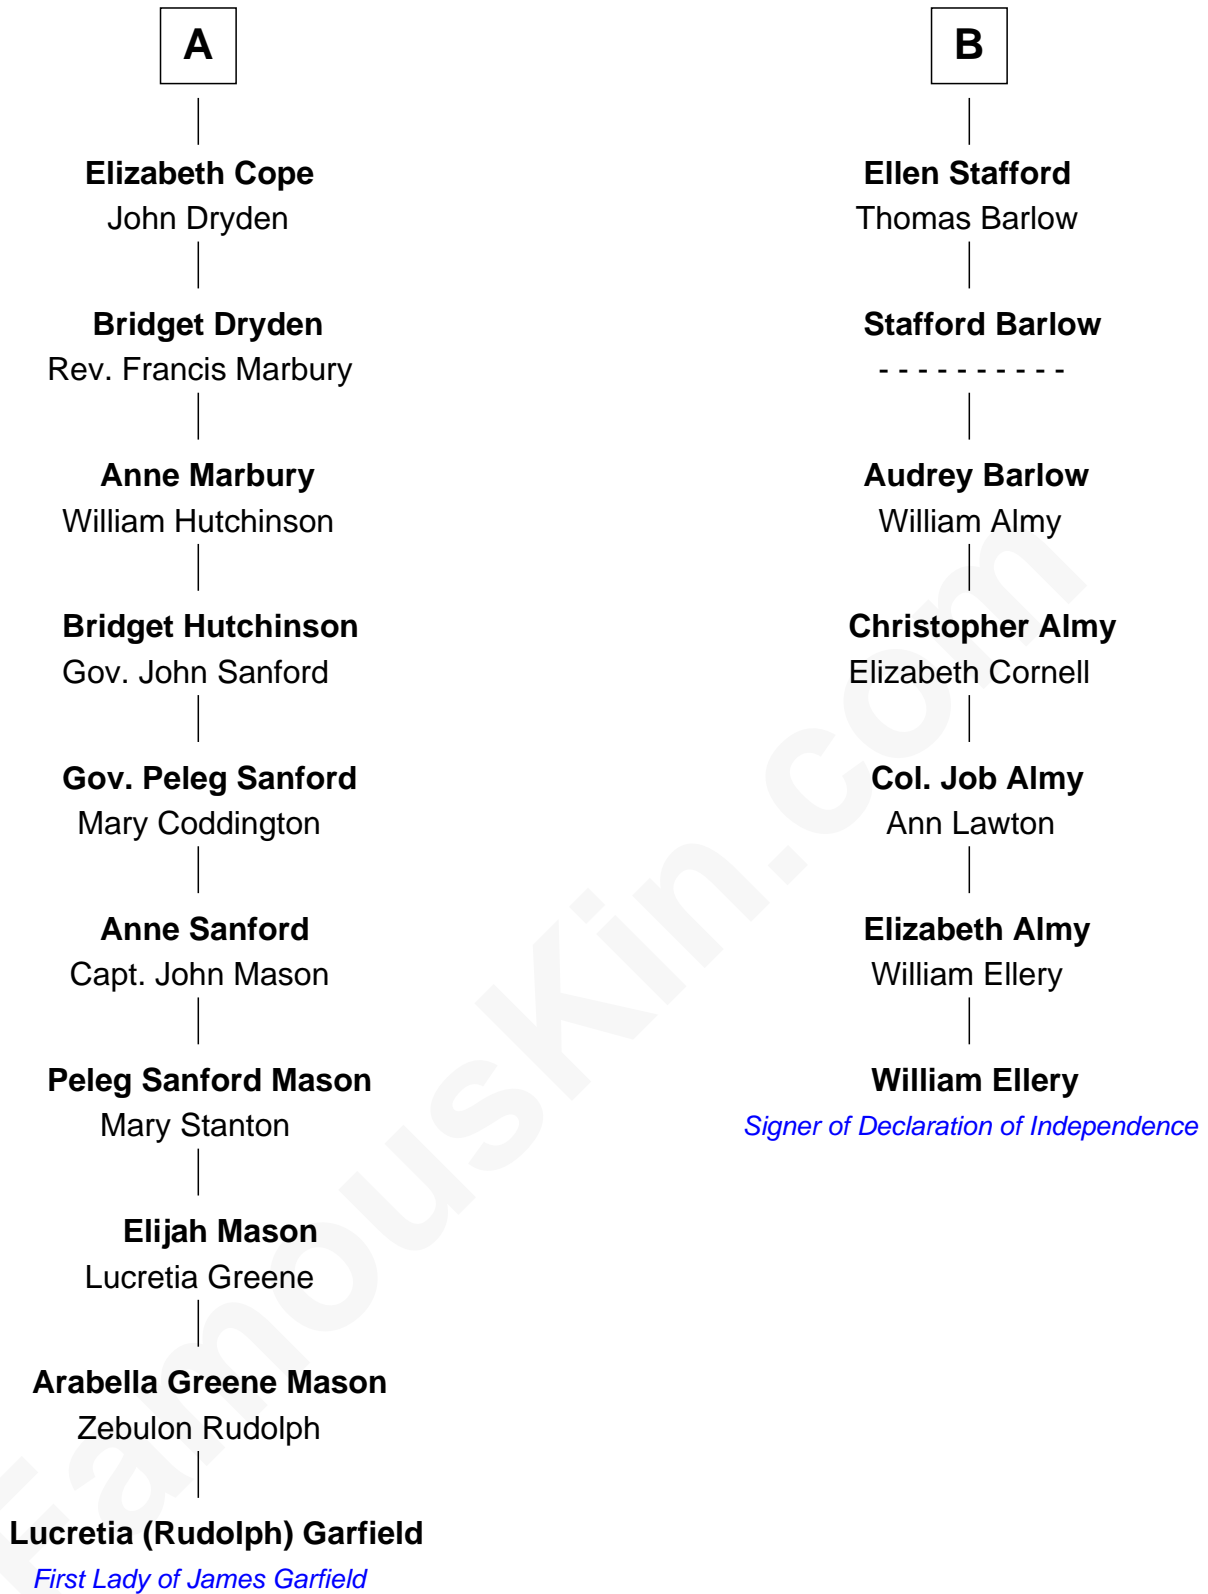 A
Elizabeth Cope
John Dryden
Bridget Dryden
Rev. Francis Marbury
Anne Marbury
William Hutchinson
Bridget Hutchinson
Gov. John Sanford
Gov. Peleg Sanford
Mary Coddington
Anne Sanford
Capt. John Mason
Peleg Sanford Mason
Mary Stanton
Elijah Mason
Lucretia Greene
Arabella Greene Mason
Zebulon Rudolph
Lucretia (Rudolph) Garfield
First Lady of James Garfield
B
Ellen Stafford
Thomas Barlow
Stafford Barlow
- - - - - - - - - -
Audrey Barlow
William Almy
Christopher Almy
Elizabeth Cornell
Col. Job Almy
Ann Lawton
Elizabeth Almy
William Ellery
William Ellery
Signer of Declaration of Independence
FamousKin.com